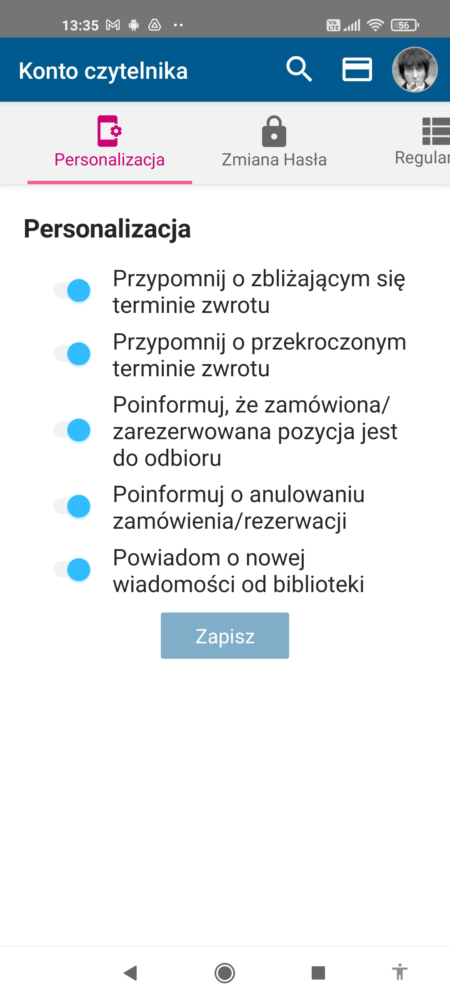 13:35
Vo LTE
56
Konto czytelnika
Personalizacja
Zmiana Hasła
Regular
Personalizacja
Przypomnij o zbliżającym się
terminie zwrotu
Przypomnij o przekroczonym
terminie zwrotu
Poinformuj, że zamówiona/
zarezerwowana pozycja jest
do odbioru
Poinformuj o anulowaniu
zamówienia/rezerwacji
Powiadom o nowej
wiadomości od biblioteki
Zapisz